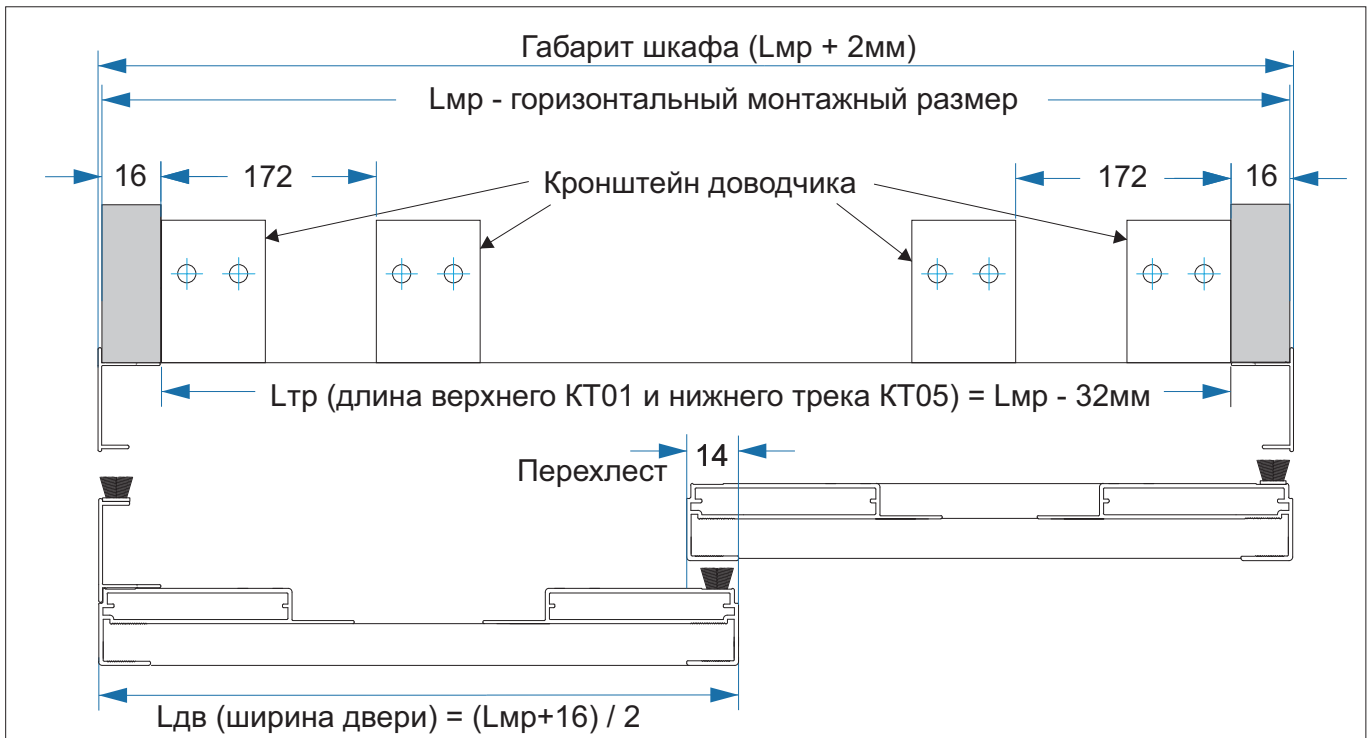 Габарит шкафа (Lмр + 2мм)
Lмр - горизонтальный монтажный размер
16 172 Кронштейн доводчика 172 16
Lтр (длина верхнего КТ01 и нижнего трека КТ05) = Lмр - 32мм
Перехлест 14
Lдв (ширина двери) = (Lмр+16) / 2